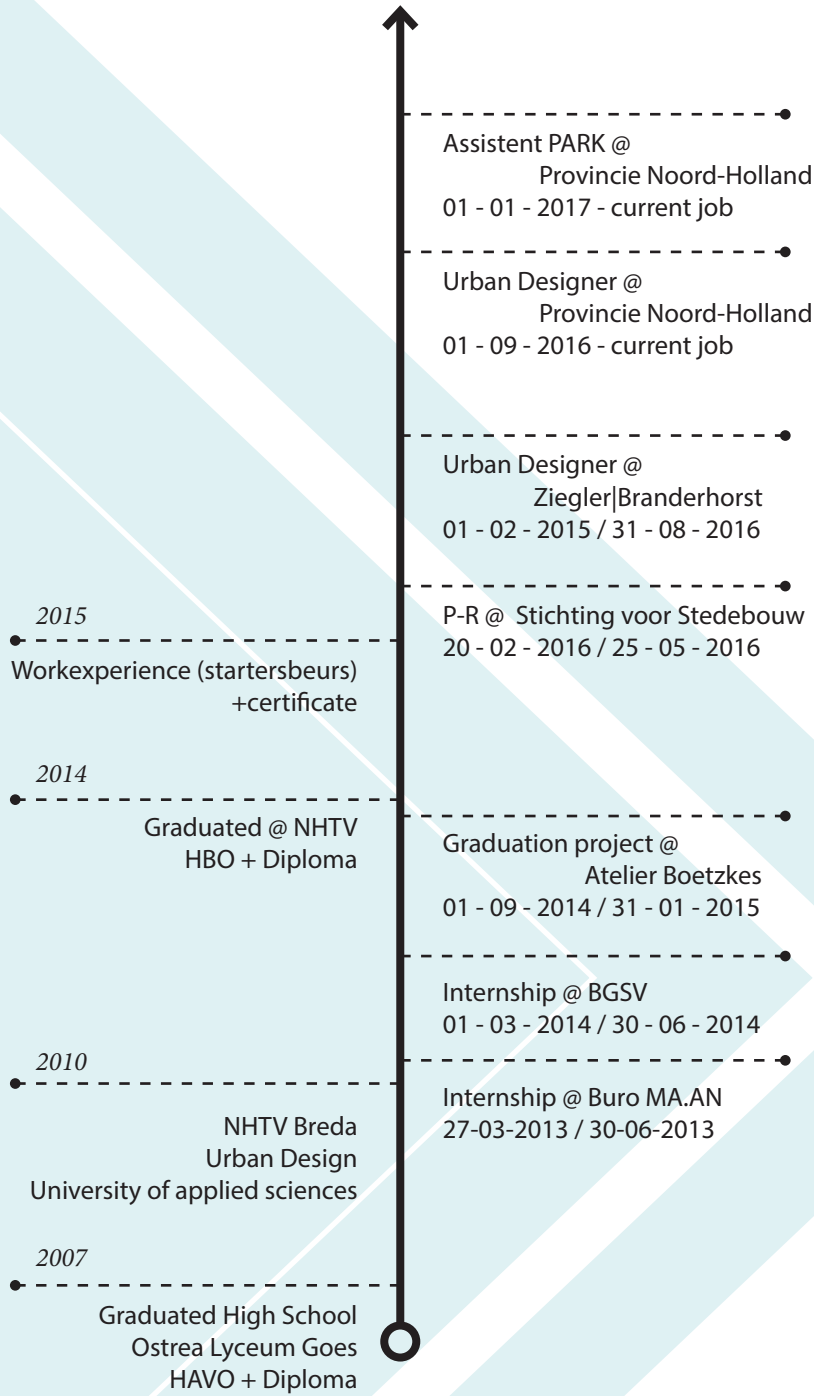 Assistent PARK @
Provincie Noord-Holland
01 - 01 - 2017 - current job
Urban Designer @
Provincie Noord-Holland
01 - 09 - 2016 - current job
Urban Designer @
Ziegler|Branderhorst
01 - 02 - 2015 / 31 - 08 - 2016
P-R @ Stichting voor Stedebouw
20 - 02 - 2016 / 25 - 05 - 2016
Graduation project @
Atelier Boetzkes
01 - 09 - 2014 / 31 - 01 - 2015
Internship @ BGSV
01 - 03 - 2014 / 30 - 06 - 2014
Internship @ Buro MA.AN
27-03-2013 / 30-06-2013
2015
Workexperience (startersbeurs)
+certificate
2014
Graduated @ NHTV
HBO + Diploma
2010
NHTV Breda
Urban Design
University of applied sciences
2007
Graduated High School
Ostrea Lyceum Goes
HAVO + Diploma